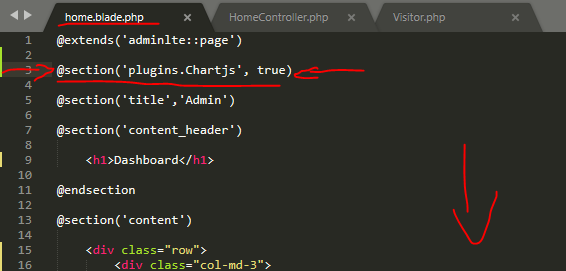 home.blade.php HomeController.php Visitor.php
1 @extends('adminlte::page')
2
3 @section('plugins.Chartjs', true)
4
5 @section('title','Admin')
6
7 @section('content_header')
8
9 <h1>Dashboard</h1>
10
11 @endsection
12
13 @section('content')
14
15 <div class="row">
16 <div class="col-md-3">